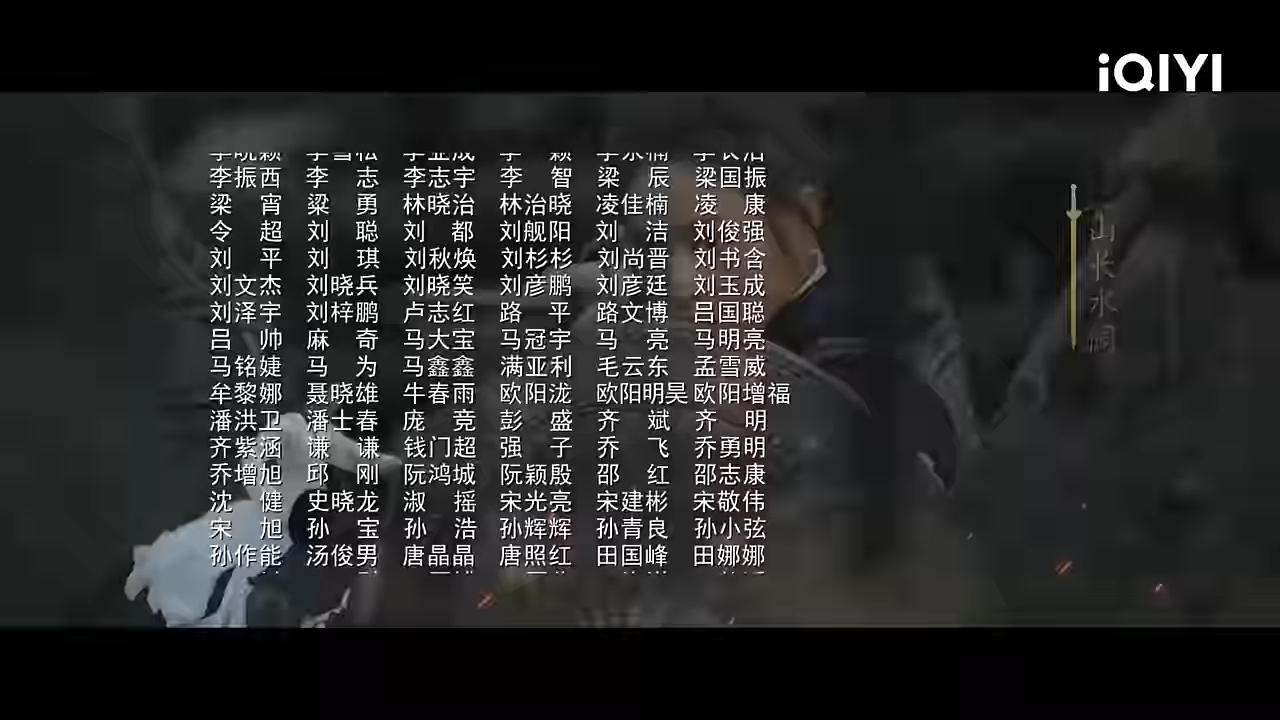 iQIYI
李振西 李 志 李志宇 李 智 梁 辰 梁国振
梁 宵 梁 勇 林晓治 林治晓 凌佳楠 凌 康
令 超 刘 聪 刘 都 刘舰阳 刘 洁 刘俊强
刘 平 刘 琪 刘秋焕 刘杉杉 刘尚晋 刘书含
刘文杰 刘晓兵 刘晓笑 刘彦鹏 刘彦廷 刘玉成
刘泽宇 刘梓鹏 卢志红 路 平 路文博 吕国聪
吕 帅 麻 奇 马大宝 马冠宇 马 亮 马明亮
马铭婕 马 为 马鑫鑫 满亚利 毛云东 孟雪威
牟黎娜 聂晓雄 牛春雨 欧阳泷 欧阳明昊 欧阳增福
潘洪卫 潘士春 庞 竞 彭 盛 齐 斌 齐 明
齐紫涵 谦 谦 钱门超 强 子 乔 飞 乔勇明
乔增旭 邱 刚 阮鸿城 阮颖殷 邵 红 邵志康
沈 健 史晓龙 淑 摇 宋光亮 宋建彬 宋敬伟
宋 旭 孙 宝 孙 浩 孙辉辉 孙青良 孙小弦
孙作能 汤俊男 唐晶晶 唐照红 田国峰 田娜娜
山水